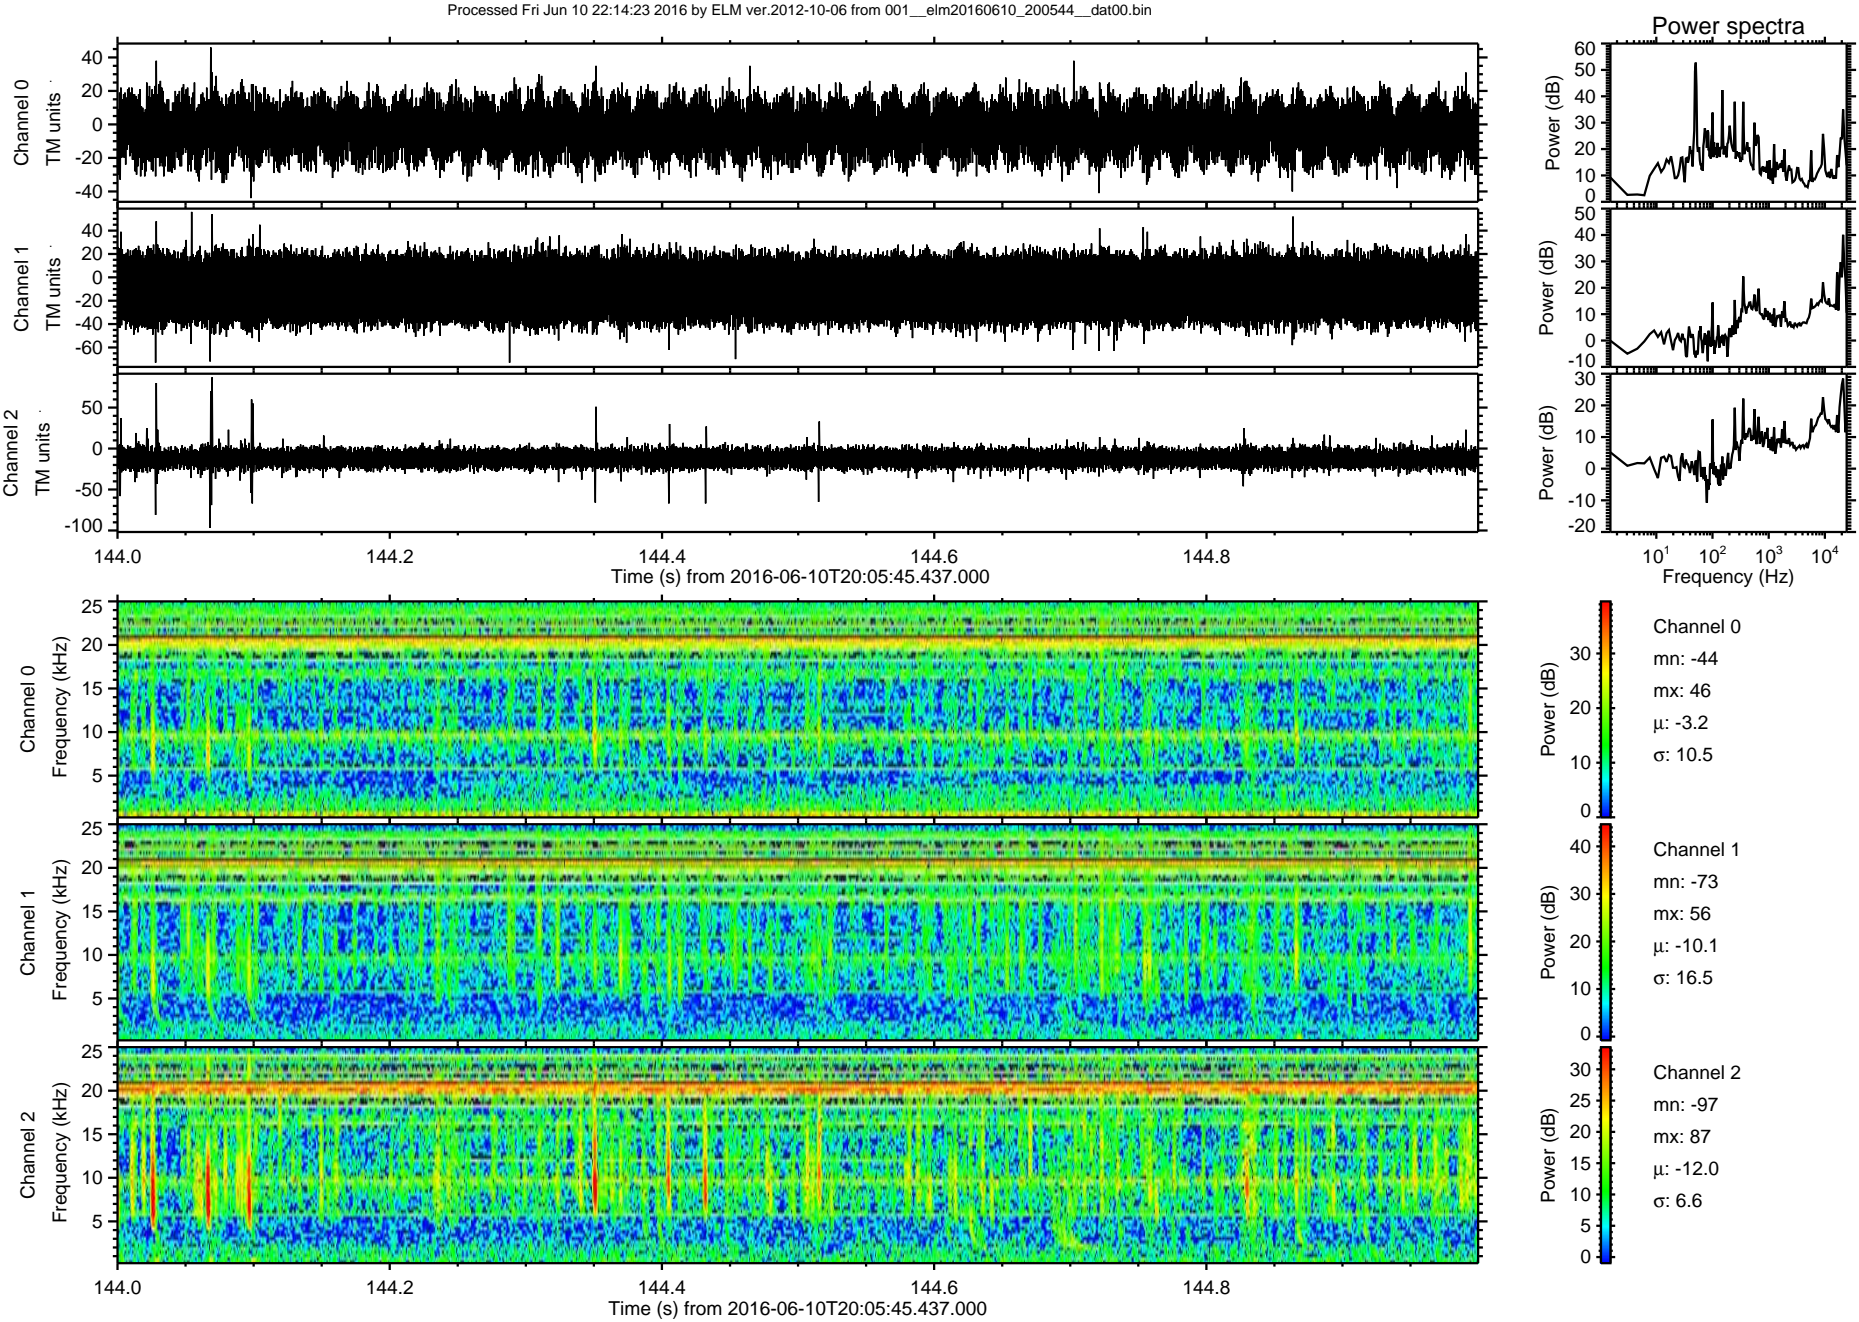 Processed Fri Jun 10 22:14:23 2016 by ELM ver.2012-10-06 from 001__elm20160610_200544__dat00.bin
Power spectra
Channel 0
TM units
40
20
0
-20
-40
Power (dB)
60
50
40
30
20
10
0
Channel 1
TM units
40
20
0
-20
-40
-60
Power (dB)
50
40
30
20
10
0
-10
Channel 2
TM units
50
0
-50
-100
Power (dB)
30
20
10
0
-10
-20
144.0 144.2 144.4 144.6 144.8
Time (s) from 2016-06-10T20:05:45.437.000
10¹ 10² 10³ 10⁴
Frequency (Hz)
Channel 0
Frequency (kHz)
25
20
15
10
5
Power (dB)
30
20
10
0
Channel 0
mn: -44
mx: 46
μ: -3.2
σ: 10.5
Channel 1
Frequency (kHz)
25
20
15
10
5
Power (dB)
40
30
20
10
0
Channel 1
mn: -73
mx: 56
μ: -10.1
σ: 16.5
Channel 2
Frequency (kHz)
25
20
15
10
5
Power (dB)
30
25
20
15
10
5
0
Channel 2
mn: -97
mx: 87
μ: -12.0
σ: 6.6
144.0 144.2 144.4 144.6 144.8
Time (s) from 2016-06-10T20:05:45.437.000